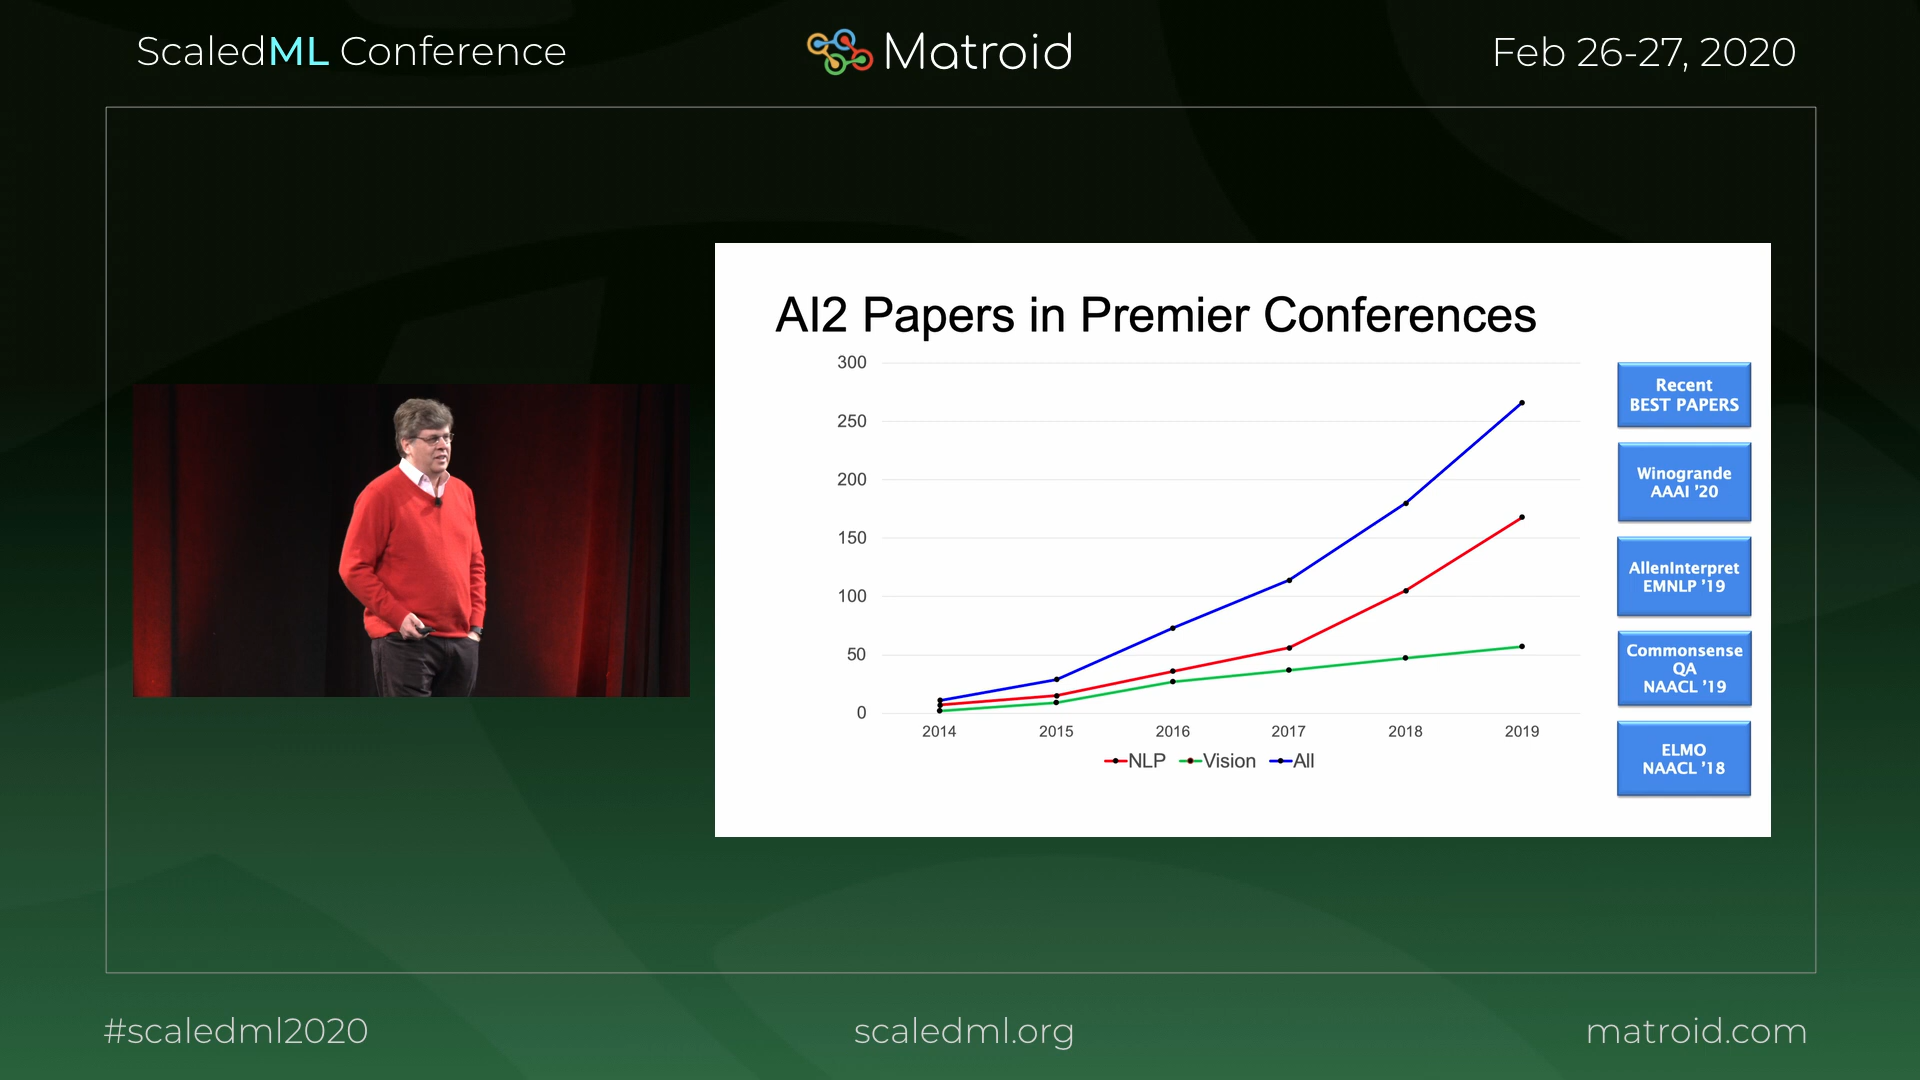 ScaledML Conference
Matroid
Feb 26-27, 2020
AI2 Papers in Premier Conferences
300
250
200
150
100
50
0
2014 2015 2016 2017 2018 2019
NLP Vision All
Recent
BEST PAPERS
Winogrande
AAAI '20
AllenInterpret
EMNLP '19
Commonsense
QA
NAACL '19
ELMO
NAACL '18
#scaledml2020
scaledml.org
matroid.com